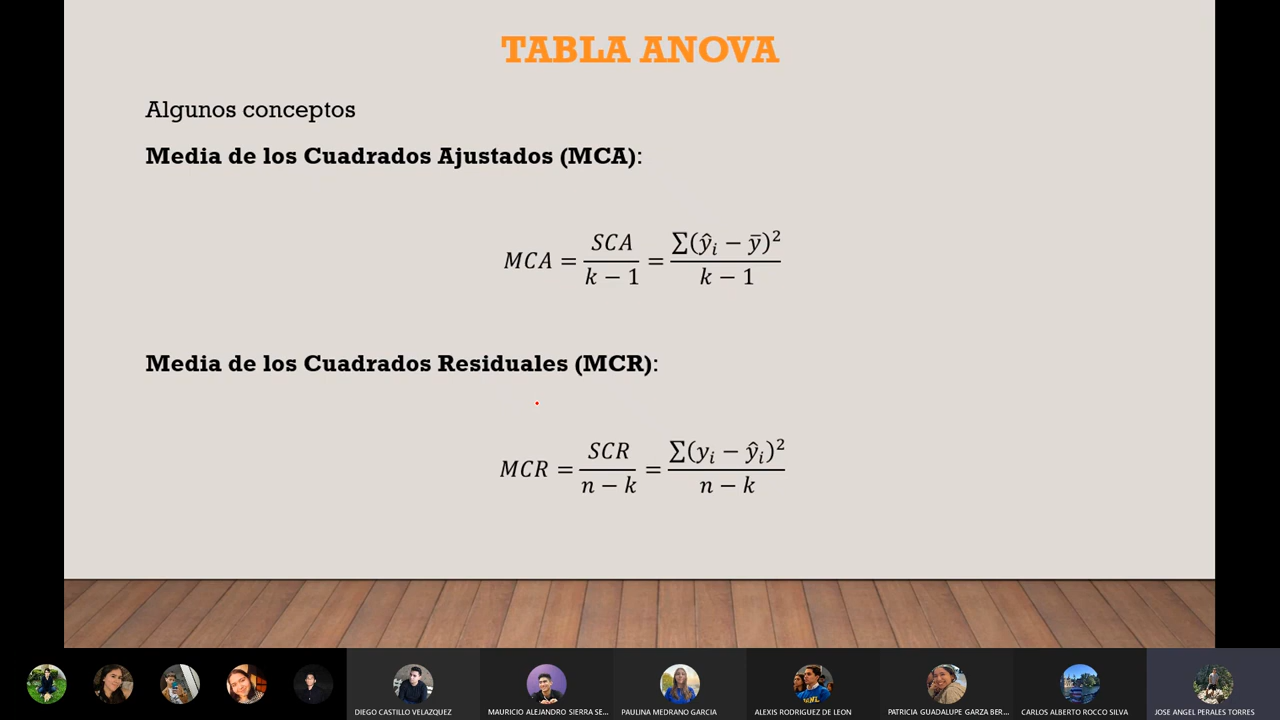 TABLA ANOVA
Algunos conceptos
Media de los Cuadrados Ajustados (MCA):
MCA = SCA / (k − 1) = ∑(ŷᵢ − ȳ)² / (k − 1)
Media de los Cuadrados Residuales (MCR):
MCR = SCR / (n − k) = ∑(yᵢ − ŷᵢ)² / (n − k)
DIEGO CASTILLO VELAZQUEZ
MAURICIO ALEJANDRO SIERRA SE...
PAULINA MEDRANO GARCIA
ALEXIS RODRIGUEZ DE LEON
PATRICIA GUADALUPE GARZA BER...
CARLOS ALBERTO ROCCO SILVA
JOSE ANGEL PERALES TORRES